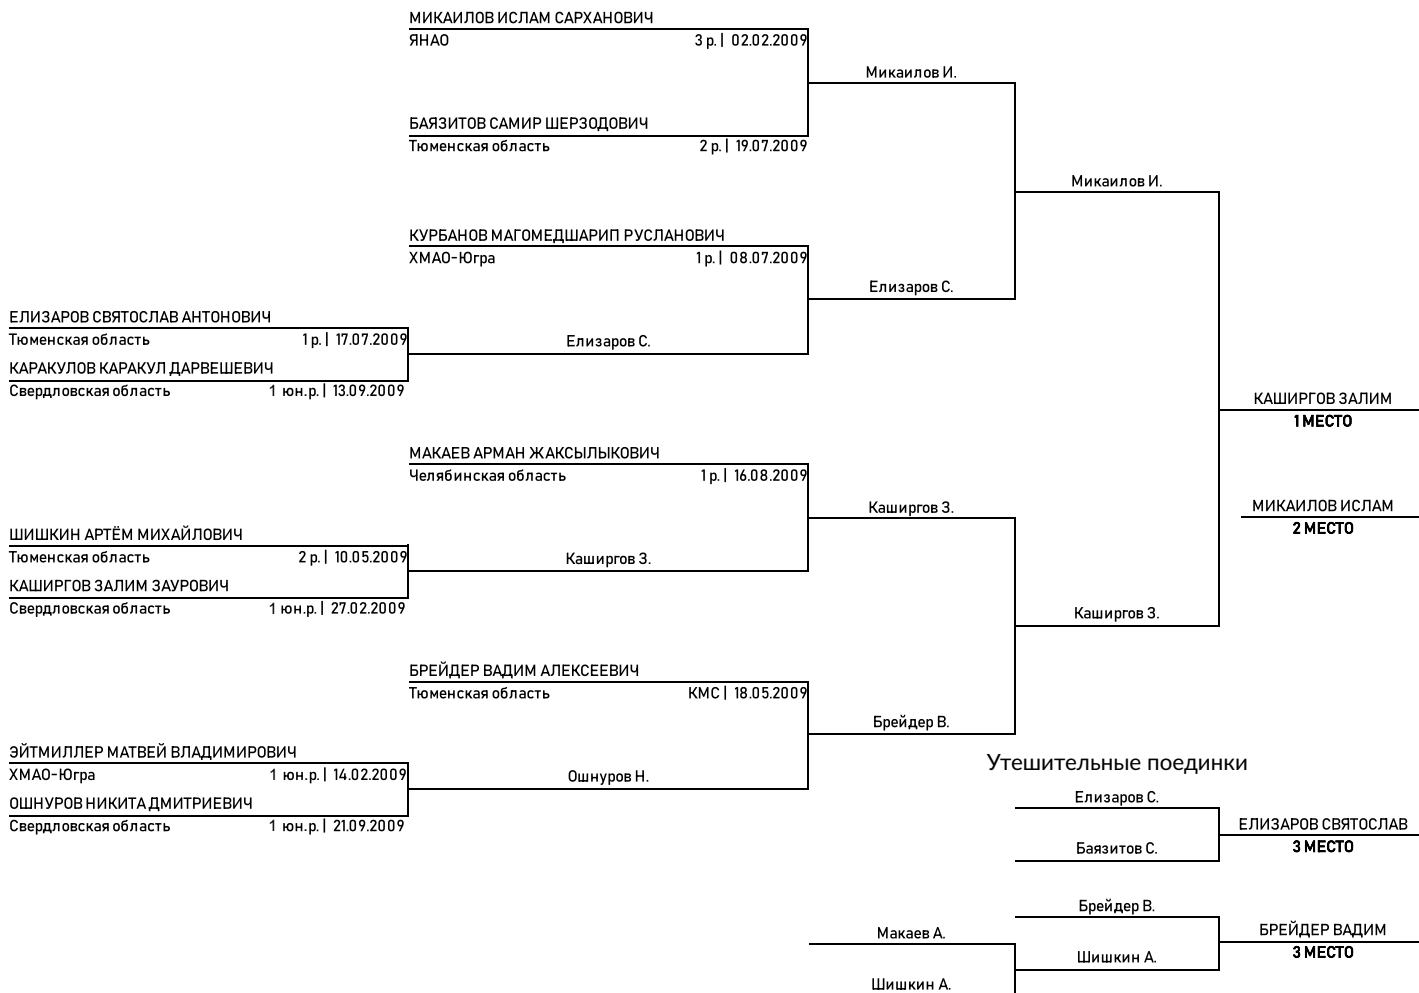 МИКАИЛОВ ИСЛАМ САРХАНОВИЧ
ЯНАО 3 р. | 02.02.2009
Микаилов И.
БАЯЗИТОВ САМИР ШЕРЗОДОВИЧ
Тюменская область 2 р. | 19.07.2009
Микаилов И.
КУРБАНОВ МАГОМЕДШАРИП РУСЛАНОВИЧ
ХМАО-Югра 1 р. | 08.07.2009
Елизаров С.
ЕЛИЗАРОВ СВЯТОСЛАВ АНТОНОВИЧ
Тюменская область 1 р. | 17.07.2009
Елизаров С.
КАРАКУЛОВ КАРАКУЛ ДАРВЕШЕВИЧ
Свердловская область 1 юн.р. | 13.09.2009
КАШИРГОВ ЗАЛИМ
1 МЕСТО
МАКАЕВ АРМАН ЖАКСЫЛЫКОВИЧ
Челябинская область 1 р. | 16.08.2009
Каширгов З.
МИКАИЛОВ ИСЛАМ
2 МЕСТО
ШИШКИН АРТЁМ МИХАЙЛОВИЧ
Тюменская область 2 р. | 10.05.2009
Каширгов З.
КАШИРГОВ ЗАЛИМ ЗАУРОВИЧ
Свердловская область 1 юн.р. | 27.02.2009
Каширгов З.
БРЕЙДЕР ВАДИМ АЛЕКСЕЕВИЧ
Тюменская область КМС | 18.05.2009
Брейдер В.
ЭЙТМИЛЛЕР МАТВЕЙ ВЛАДИМИРОВИЧ
ХМАО-Югра 1 юн.р. | 14.02.2009
Ошнуров Н.
ОШНУРОВ НИКИТА ДМИТРИЕВИЧ
Свердловская область 1 юн.р. | 21.09.2009
Утешительные поединки
Елизаров С.
ЕЛИЗАРОВ СВЯТОСЛАВ
3 МЕСТО
Баязитов С.
Брейдер В.
БРЕЙДЕР ВАДИМ
3 МЕСТО
Макаев А.
Шишкин А.
Шишкин А.